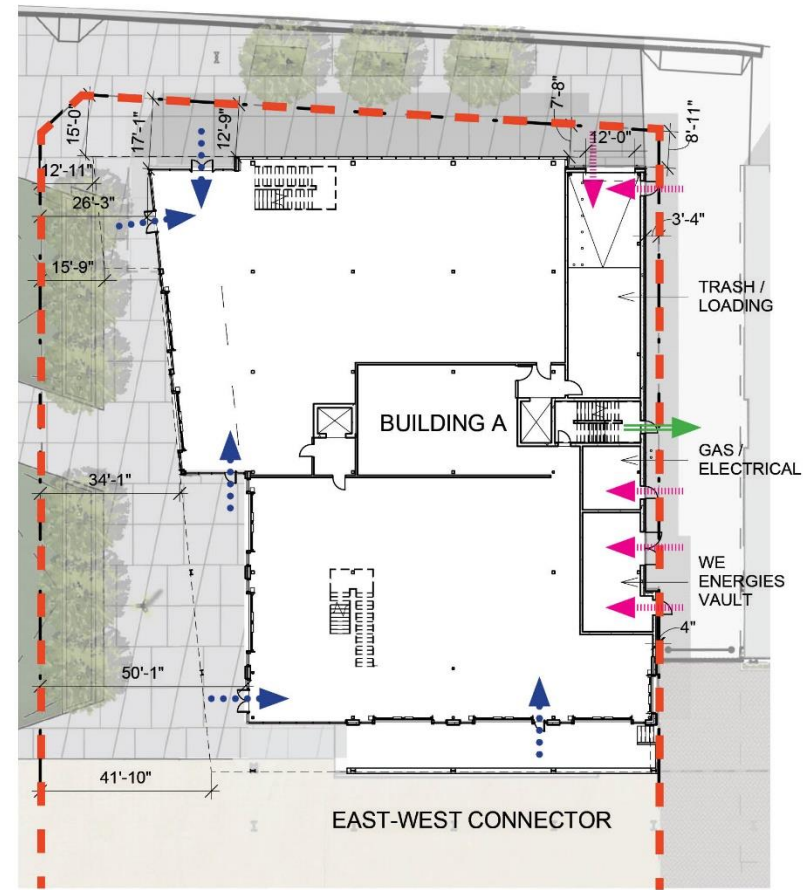 15'-0"
17'-1"
12'-9"
7'-8"
8'-11"
12'-0"
12'-11"
26'-3"
3'-4"
15'-9"
TRASH /
LOADING
BUILDING A
GAS /
ELECTRICAL
34'-1"
WE
ENERGIES
VAULT
4"
50'-1"
41'-10"
EAST-WEST CONNECTOR